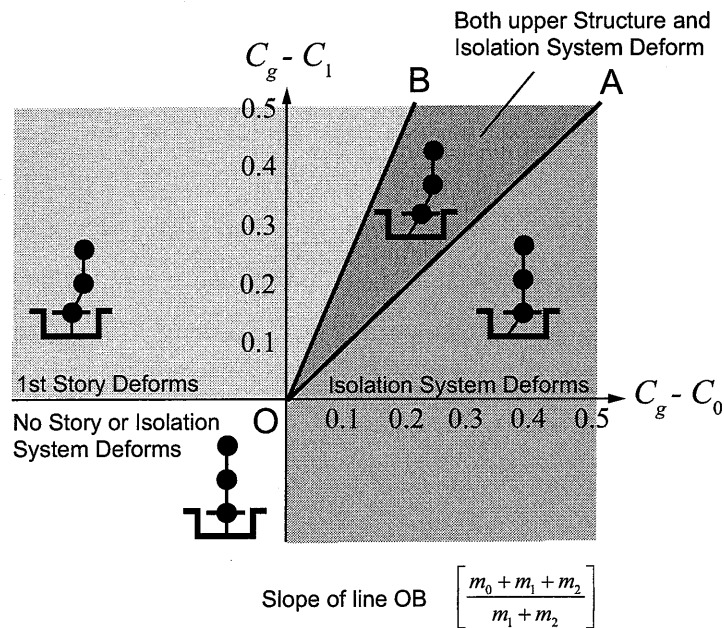 Both upper Structure and
Isolation System Deform
C_g - C_1
B
A
0.5
0.4
0.3
0.2
0.1
1st Story Deforms
Isolation System Deforms
C_g - C_0
O
0.1 0.2 0.3 0.4 0.5
No Story or Isolation
System Deforms
Slope of line OB [ (m_0 + m_1 + m_2) / (m_1 + m_2) ]